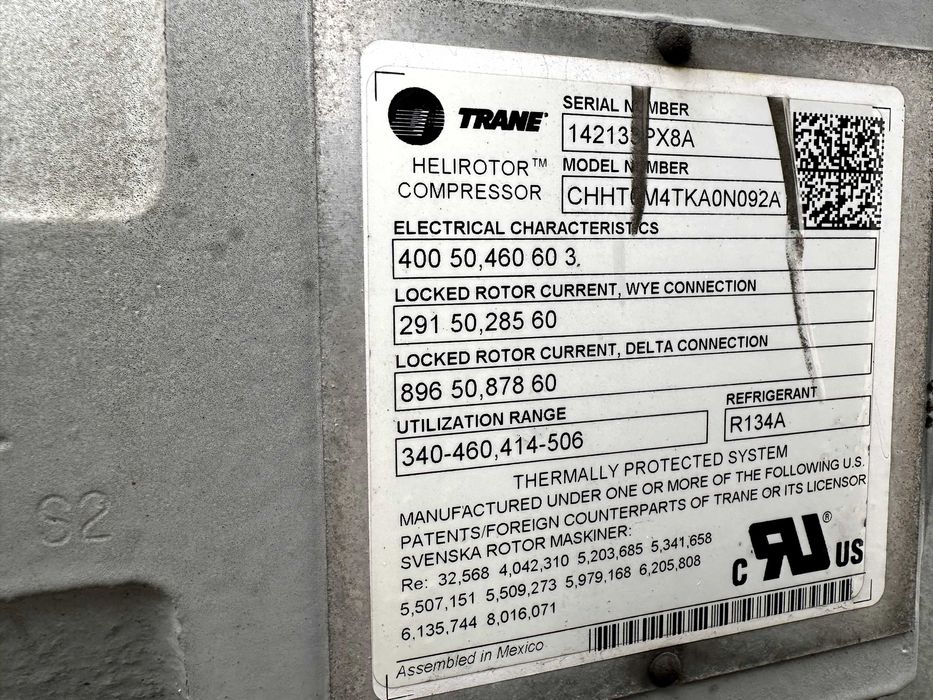 TRANE®
HELIROTOR™
COMPRESSOR
SERIAL NUMBER
MODEL NUMBER
ELECTRICAL CHARACTERISTICS
400 50,460 60 3
LOCKED ROTOR CURRENT, WYE CONNECTION
291 50,285 60
LOCKED ROTOR CURRENT, DELTA CONNECTION
896 50,878 60
UTILIZATION RANGE
340-460,414-506
REFRIGERANT
R134A
THERMALLY PROTECTED SYSTEM
MANUFACTURED UNDER ONE OR MORE OF THE FOLLOWING U.S.
PATENTS/FOREIGN COUNTERPARTS OF TRANE OR ITS LICENSOR
SVENSKA ROTOR MASKINER:
Re: 32,568 4,042,310 5,203,685 5,341,658
5,507,151 5,509,273 5,979,168 6,205,808
6,135,744 8,016,071
C RU® US
Assembled in Mexico
S2